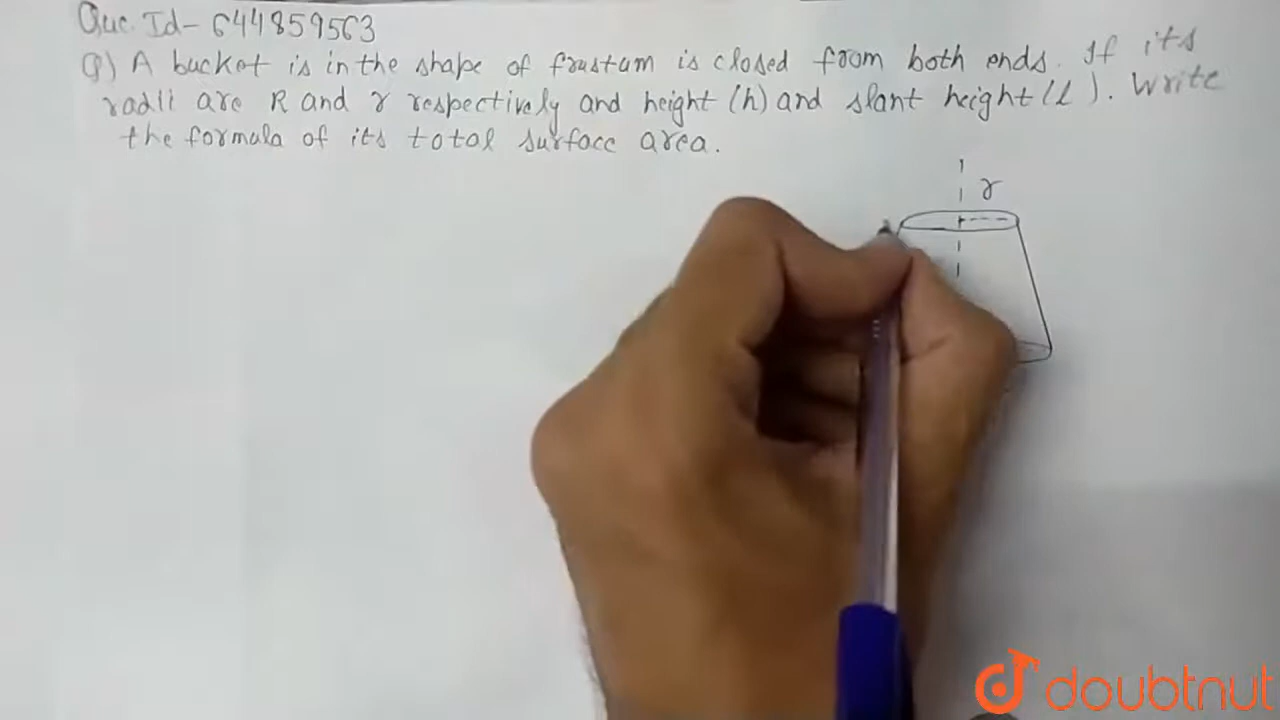 Que. Id- 644859563
Q) A bucket is in the shape of frustum is closed from both ends. If its
radii are R and r respectively and height (h) and slant height (l). Write
the formula of its total surface area.
r
doubtnut